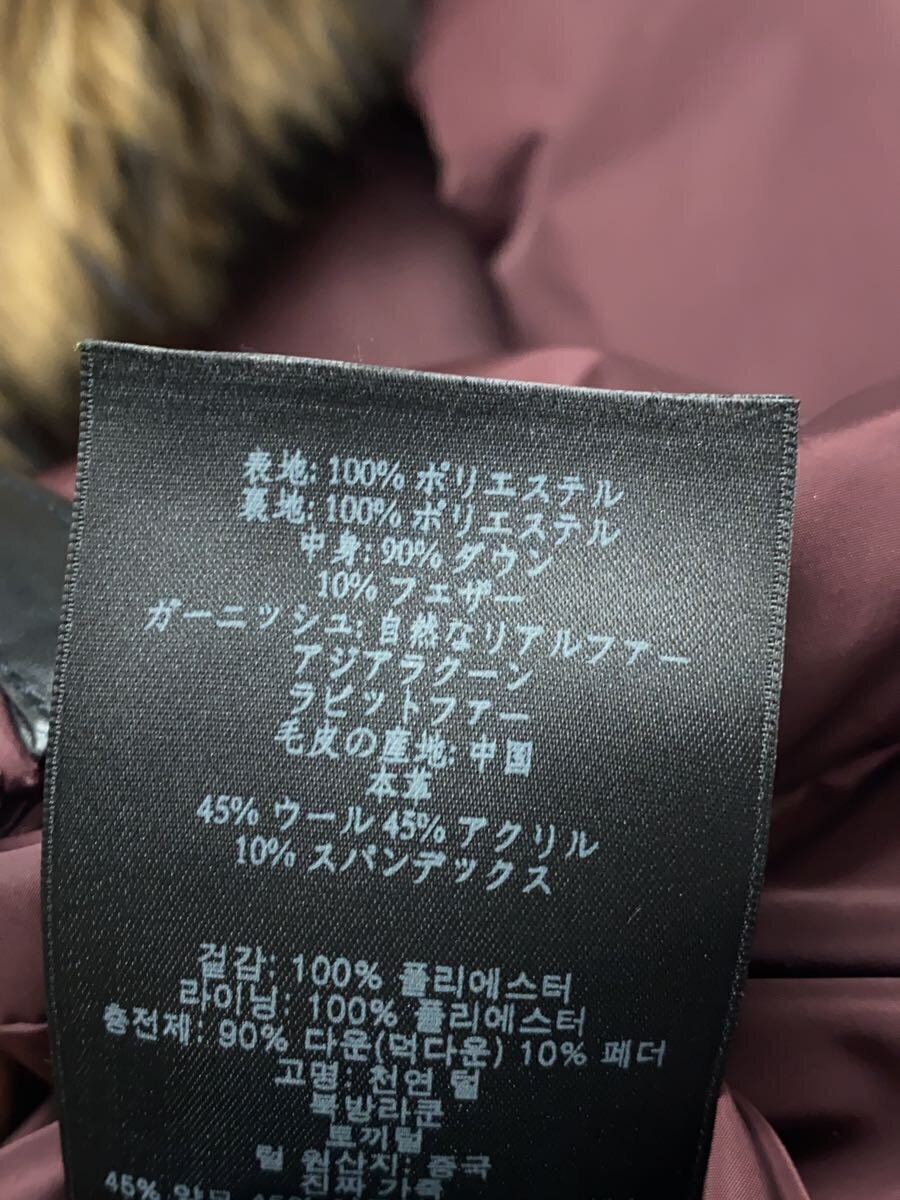 表地: 100% ポリエステル
裏地: 100% ポリエステル
中身: 90% ダウン
10% フェザー
ガーニッシュ: 自然なリアルファー
アジアラクーン
ラビットファー
毛皮の産地: 中国
本革
45% ウール 45% アクリル
10% スパンデックス
겉감: 100% 폴리에스터
라이닝: 100% 폴리에스터
충전제: 90% 다운(덕다운) 10% 페더
고명: 천연 털
북방라쿤
토끼털
털 원산지: 중국
진짜 가죽
45%